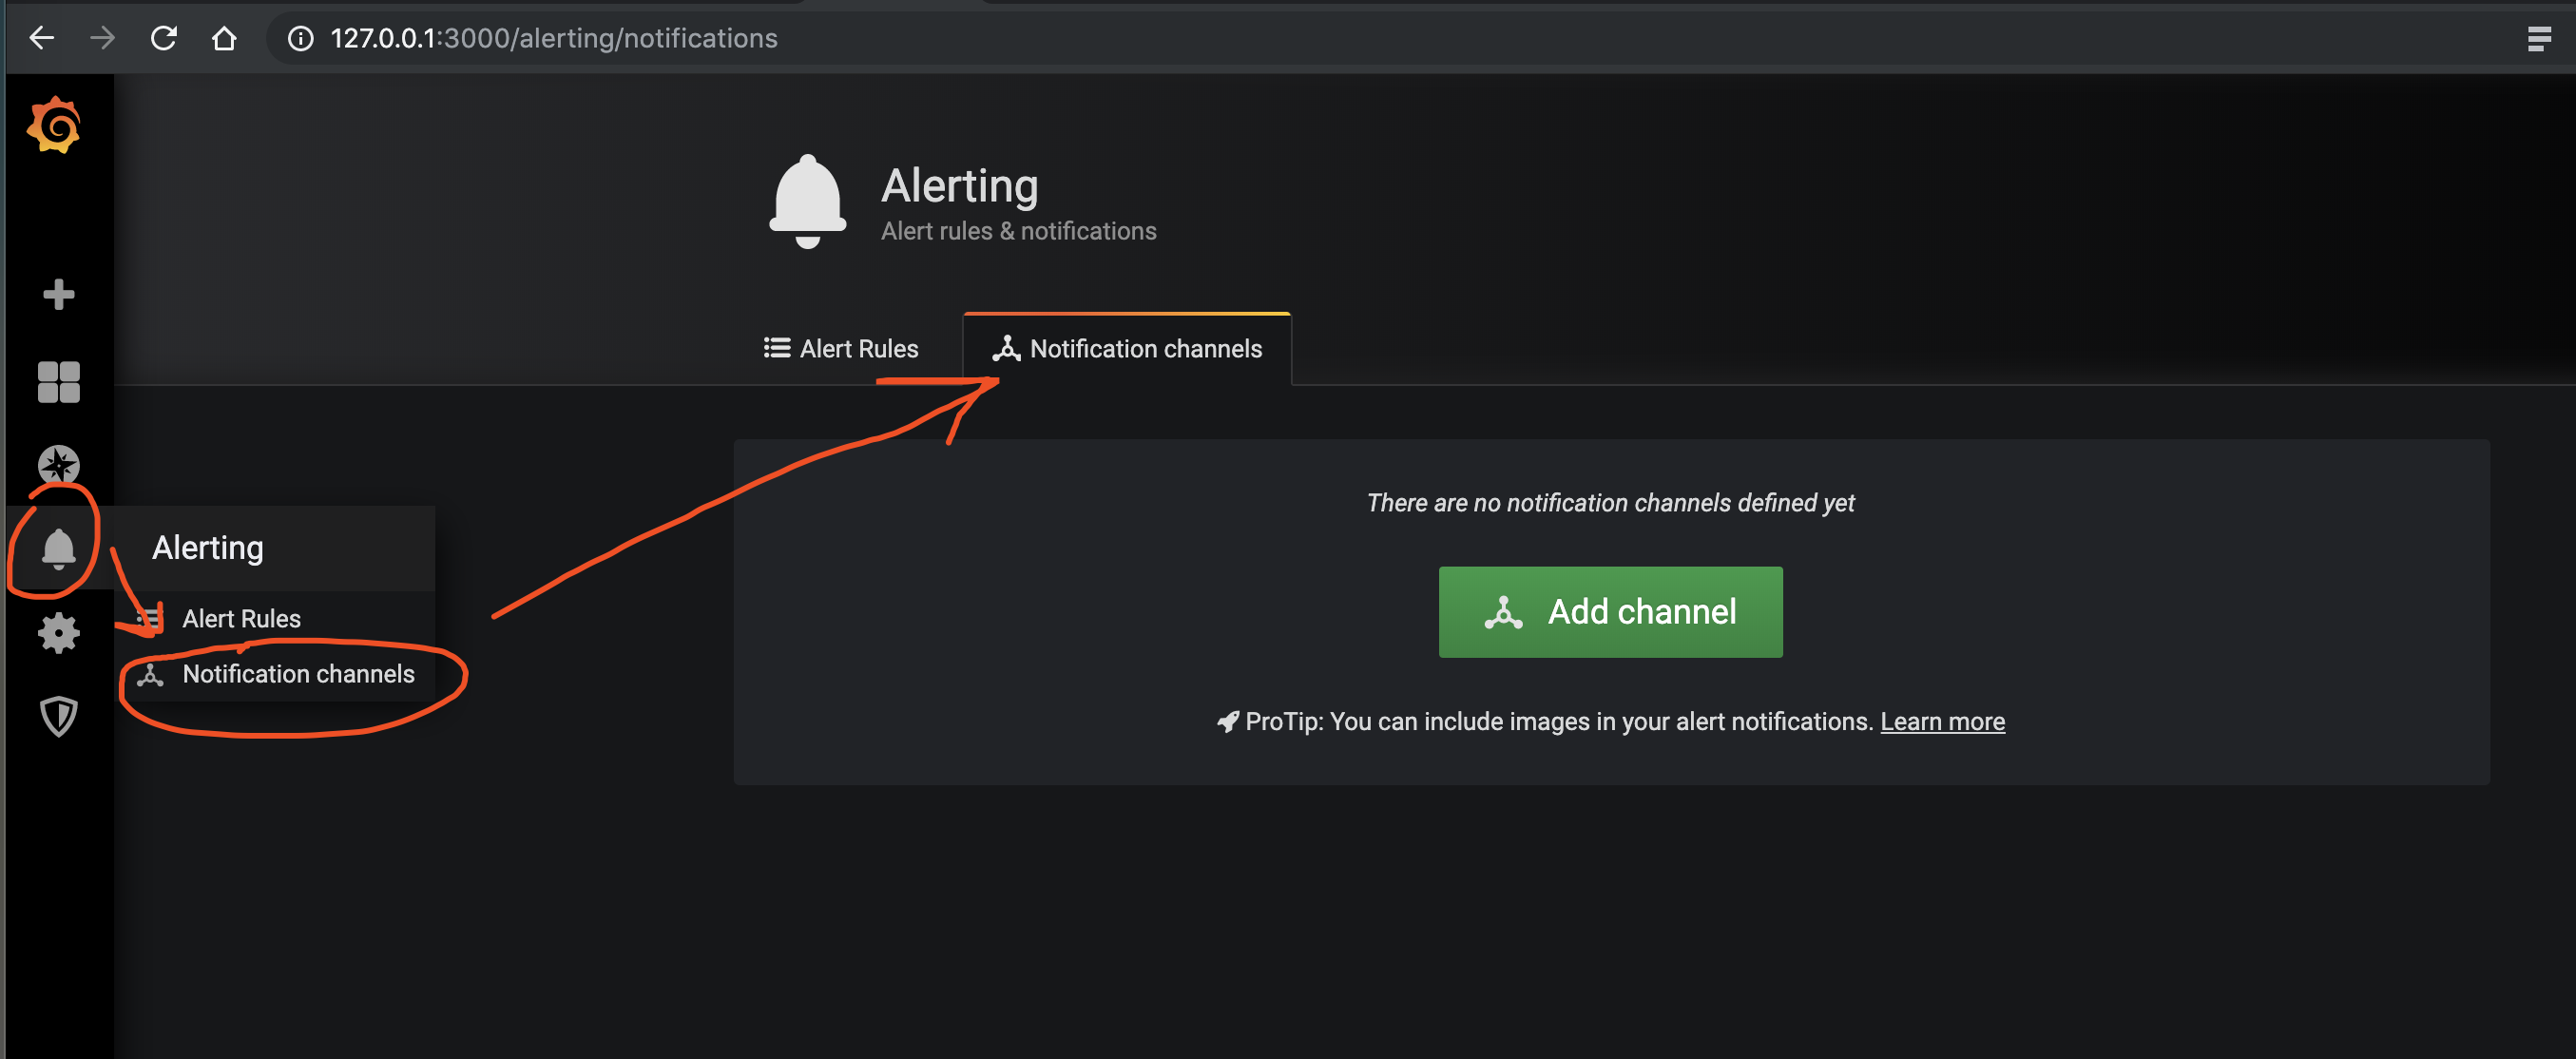 127.0.0.1:3000/alerting/notifications
Alerting
Alert rules & notifications
Alert Rules
Notification channels
There are no notification channels defined yet
Add channel
ProTip: You can include images in your alert notifications. Learn more
Alerting
Alert Rules
Notification channels